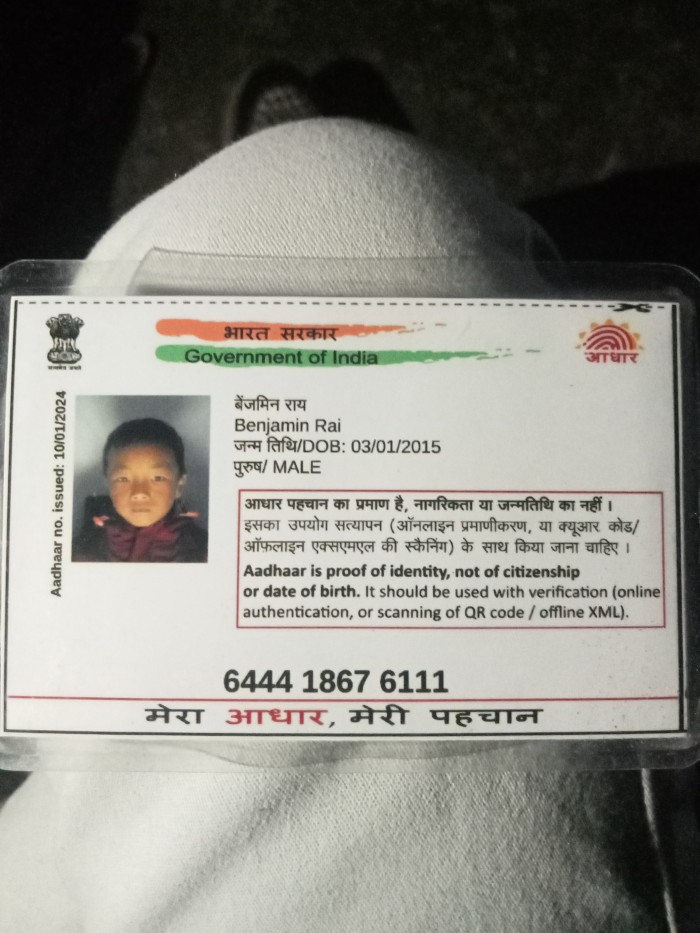 भारत सरकार
Government of India
आधार
Aadhaar no. issued: 10/01/2024
बेंजमिन राय
Benjamin Rai
जन्म तिथि/DOB: 03/01/2015
पुरुष/ MALE
आधार पहचान का प्रमाण है, नागरिकता या जन्मतिथि का नहीं ।
इसका उपयोग सत्यापन (ऑनलाइन प्रमाणीकरण, या क्यूआर कोड/
ऑफ़लाइन एक्सएमएल की स्कैनिंग) के साथ किया जाना चाहिए ।
Aadhaar is proof of identity, not of citizenship
or date of birth. It should be used with verification (online
authentication, or scanning of QR code / offline XML).
6444 1867 6111
मेरा आधार, मेरी पहचान